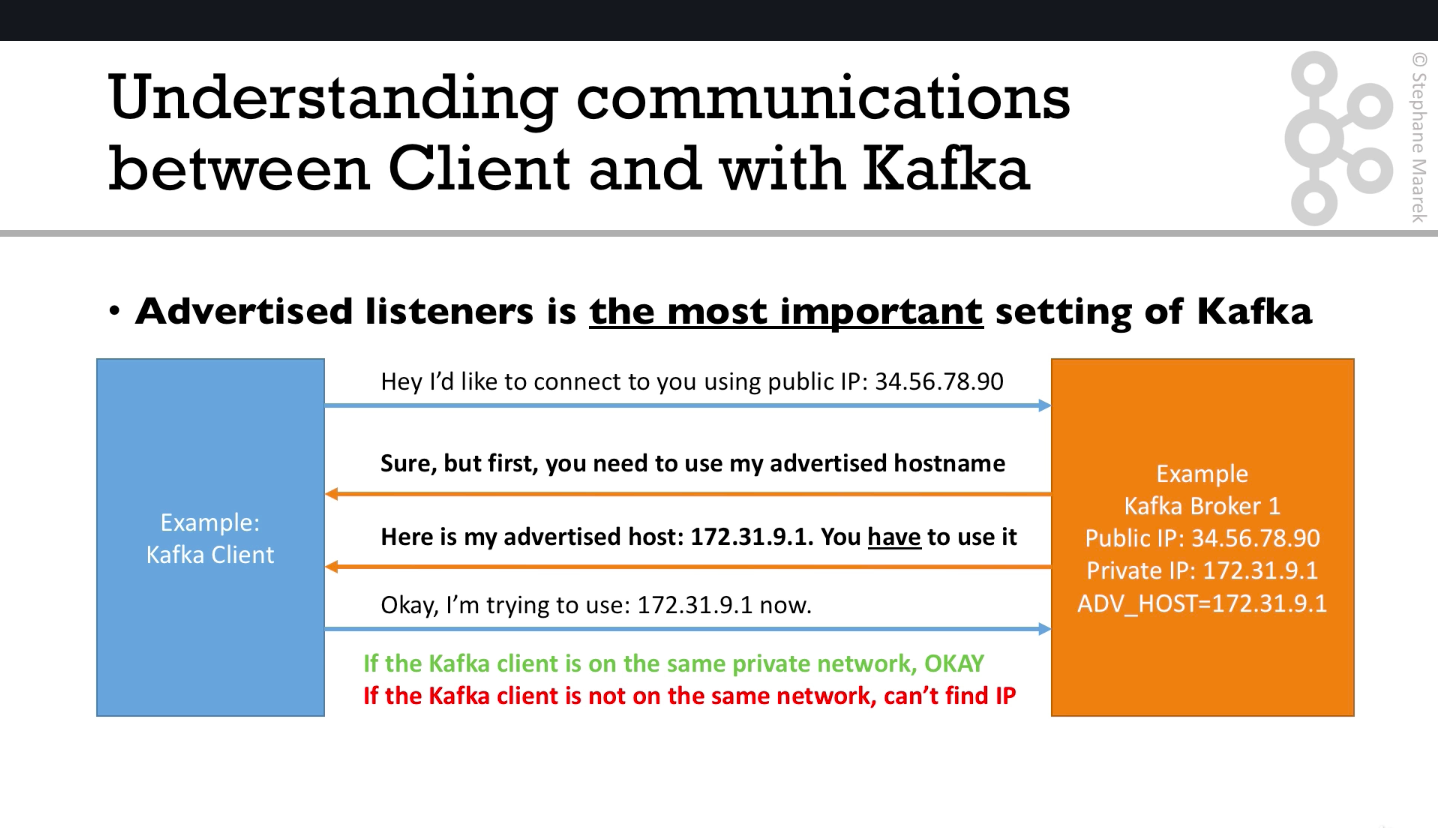 Understanding communications
between Client and with Kafka
© Stephane Maarek
• Advertised listeners is the most important setting of Kafka
Example:
Kafka Client
Hey I’d like to connect to you using public IP: 34.56.78.90
Sure, but first, you need to use my advertised hostname
Here is my advertised host: 172.31.9.1. You have to use it
Okay, I’m trying to use: 172.31.9.1 now.
If the Kafka client is on the same private network, OKAY
If the Kafka client is not on the same network, can’t find IP
Example
Kafka Broker 1
Public IP: 34.56.78.90
Private IP: 172.31.9.1
ADV_HOST=172.31.9.1